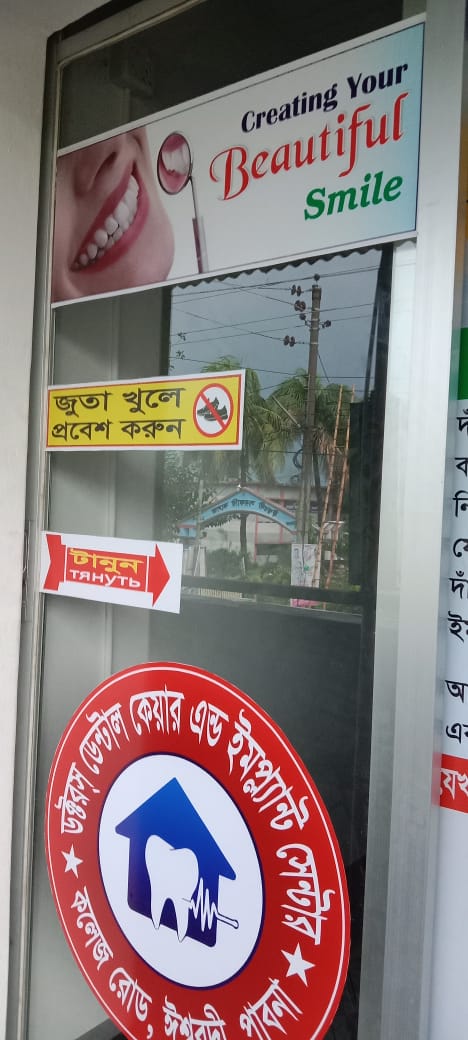 Creating Your
Beautiful
Smile
জুতা খুলে
প্রবেশ করুন
টানুন
ТЯНУТЬ
ডক্টরস্ ডেন্টাল কেয়ার এন্ড ইমপ্ল্যান্ট সেন্টার
কলেজ রোড, ঈশ্বরদী, পাবনা